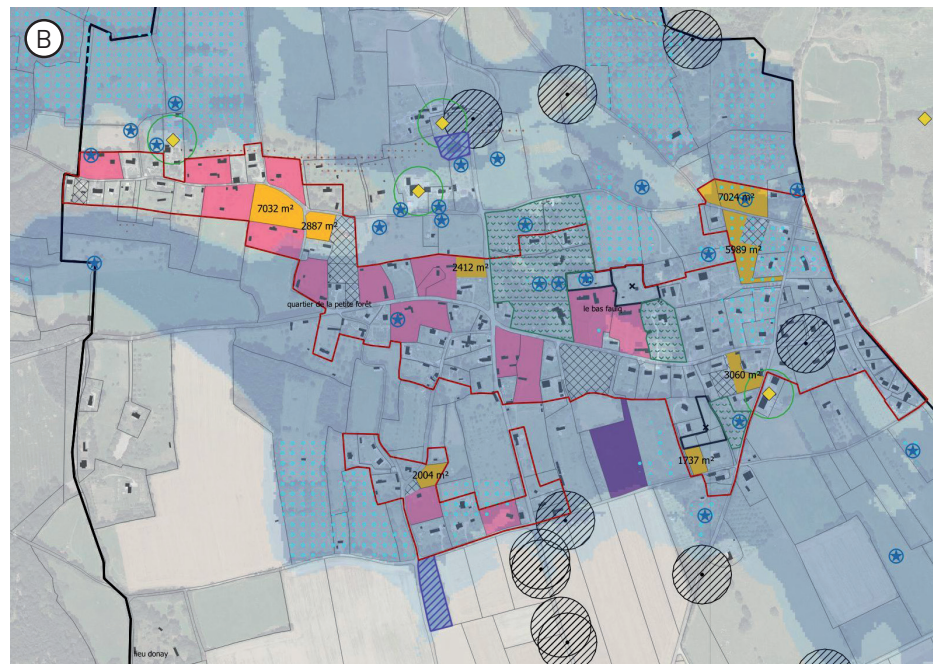 B
7032 m²
2887 m²
7024 m²
5989 m²
2412 m²
quartier de la petite forêt
le bas faulq
3060 m²
1737 m²
2004 m²
lieu donay